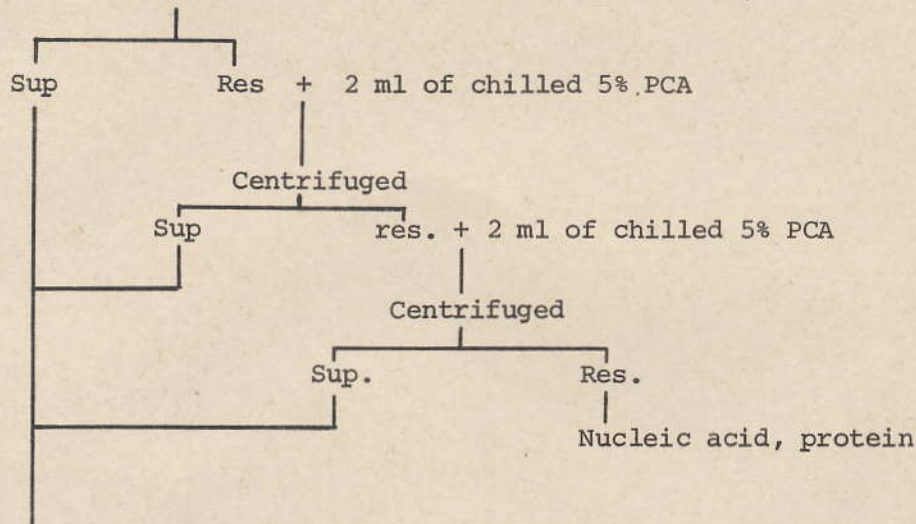 Sup Res + 2 ml of chilled 5% PCA
Centrifuged
Sup res. + 2 ml of chilled 5% PCA
Centrifuged
Sup. Res.
Nucleic acid, protein